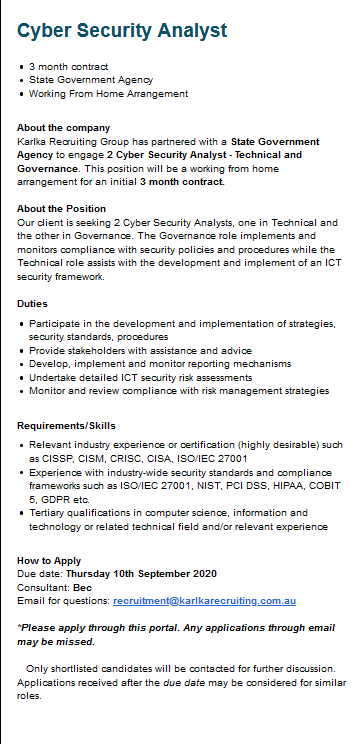 Cyber Security Analyst
• 3 month contract
• State Government Agency
• Working From Home Arrangement
About the company
Karlka Recruiting Group has partnered with a State Government
Agency to engage 2 Cyber Security Analyst - Technical and
Governance. This position will be a working from home
arrangement for an initial 3 month contract.
About the Position
Our client is seeking 2 Cyber Security Analysts, one in Technical and
the other in Governance. The Governance role implements and
monitors compliance with security policies and procedures while the
Technical role assists with the development and implement of an ICT
security framework.
Duties
• Participate in the development and implementation of strategies,
security standards, procedures
• Provide stakeholders with assistance and advice
• Develop, implement and monitor reporting mechanisms
• Undertake detailed ICT security risk assessments
• Monitor and review compliance with risk management strategies
Requirements/Skills
• Relevant industry experience or certification (highly desirable) such
as CISSP, CISM, CRISC, CISA, ISO/IEC 27001
• Experience with industry-wide security standards and compliance
frameworks such as ISO/IEC 27001, NIST, PCI DSS, HIPAA, COBIT
5, GDPR etc.
• Tertiary qualifications in computer science, information and
technology or related technical field and/or relevant experience
How to Apply
Due date: Thursday 10th September 2020
Consultant: Bec
Email for questions: recruitment@karlkarecruiting.com.au
*Please apply through this portal. Any applications through email
may be missed.
Only shortlisted candidates will be contacted for further discussion.
Applications received after the due date may be considered for similar
roles.